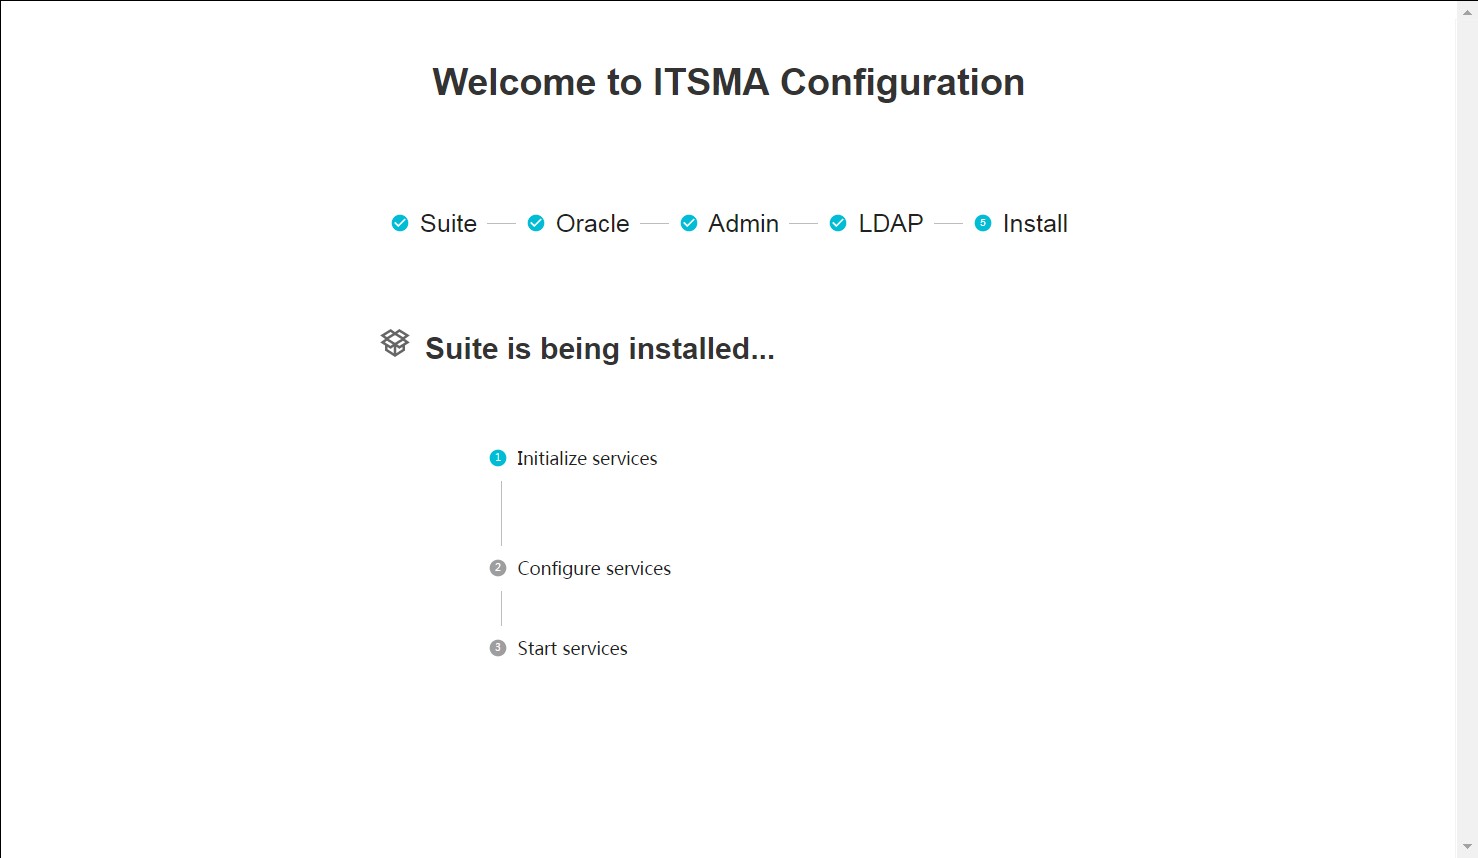 Welcome to ITSMA Configuration
Suite Oracle Admin LDAP 5 Install
Suite is being installed...
1 Initialize services
2 Configure services
3 Start services